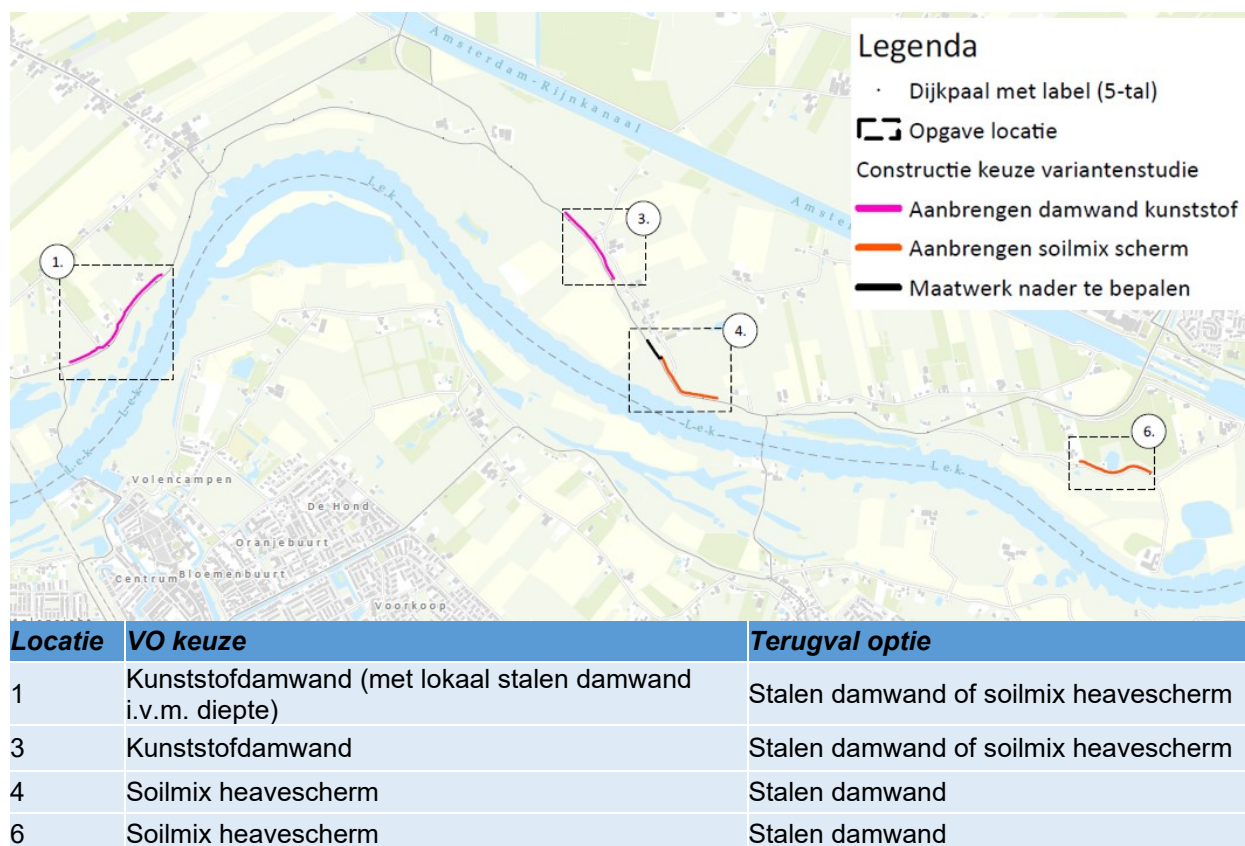 Amsterdam-Rijnkanaal
Legenda
Dijkpaal met label (5-tal)
Opgave locatie
Constructie keuze variantenstudie
Aanbrengen damwand kunststof
Aanbrengen soilmix scherm
Maatwerk nader te bepalen
Lek
3.
1.
4.
Lek
Lek
6.
Lek
Lek
Volencampen
De Hond
Oranjebuurt
Centrum
Bloemenbuurt
Voorkoop
Locatie VO keuze Terugval optie
1 Kunststofdamwand (met lokaal stalen damwand
i.v.m. diepte) Stalen damwand of soilmix heavescherm
3 Kunststofdamwand Stalen damwand of soilmix heavescherm
4 Soilmix heavescherm Stalen damwand
6 Soilmix heavescherm Stalen damwand